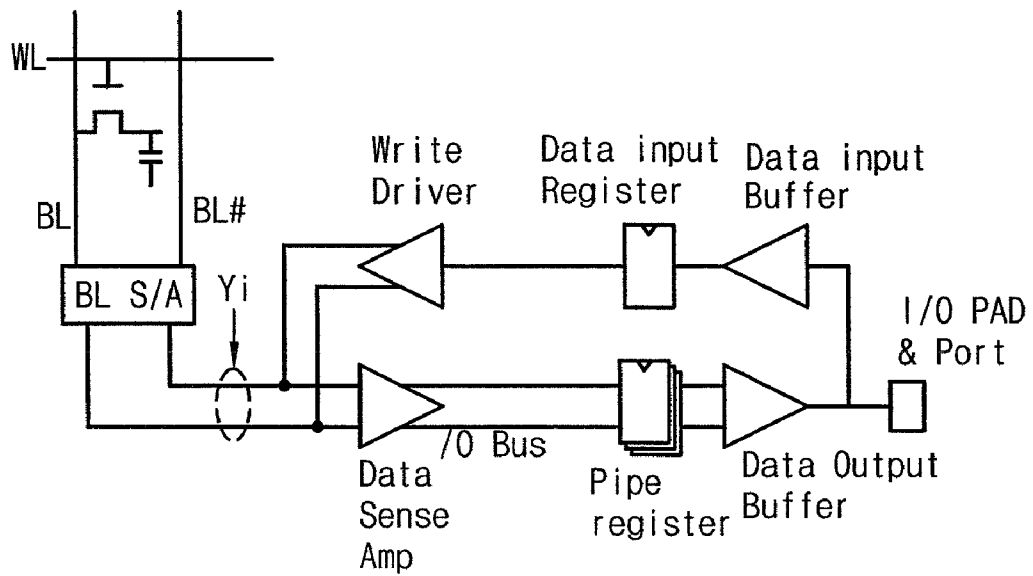 WL
Write
Driver
Data input
Register
Data input
Buffer
BL
BL#
BL S/A
Yi
I/O PAD
& Port
/O Bus
Data
Sense
Amp
Pipe
register
Data Output
Buffer